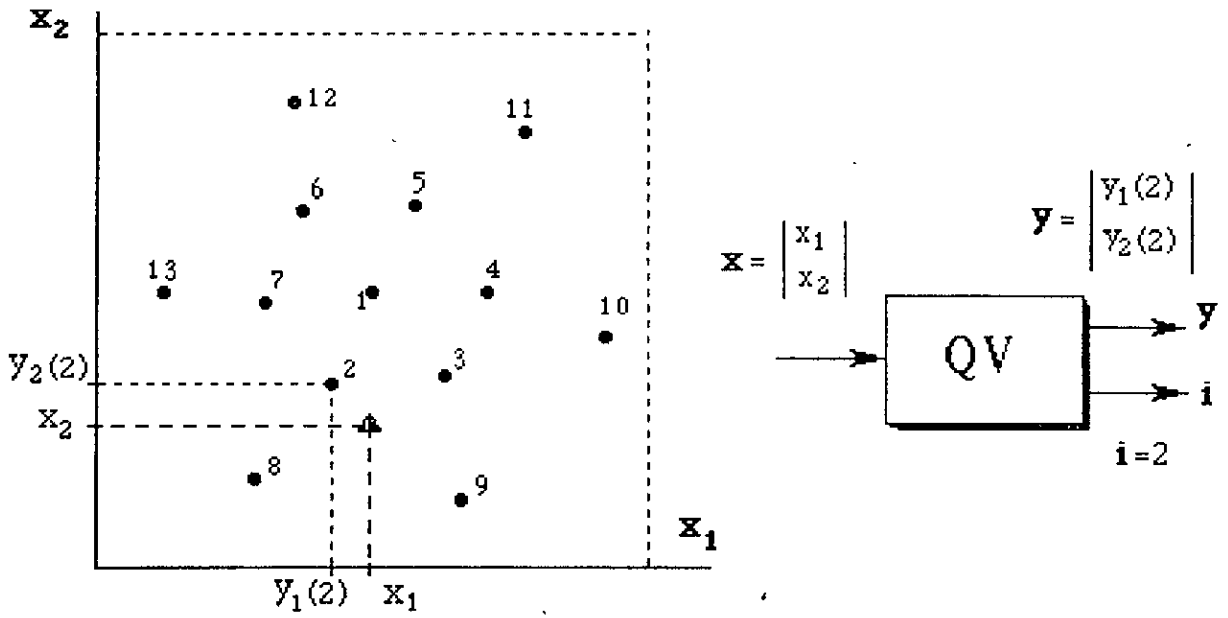 x₂
12
11
6
5
13
7
1
4
10
y₂(2)
2
3
x₂
8
9
x₁
y₁(2)
x₁
x = | x₁ |
| x₂ |
y = | y₁(2) |
| y₂(2) |
QV
y
i
i=2